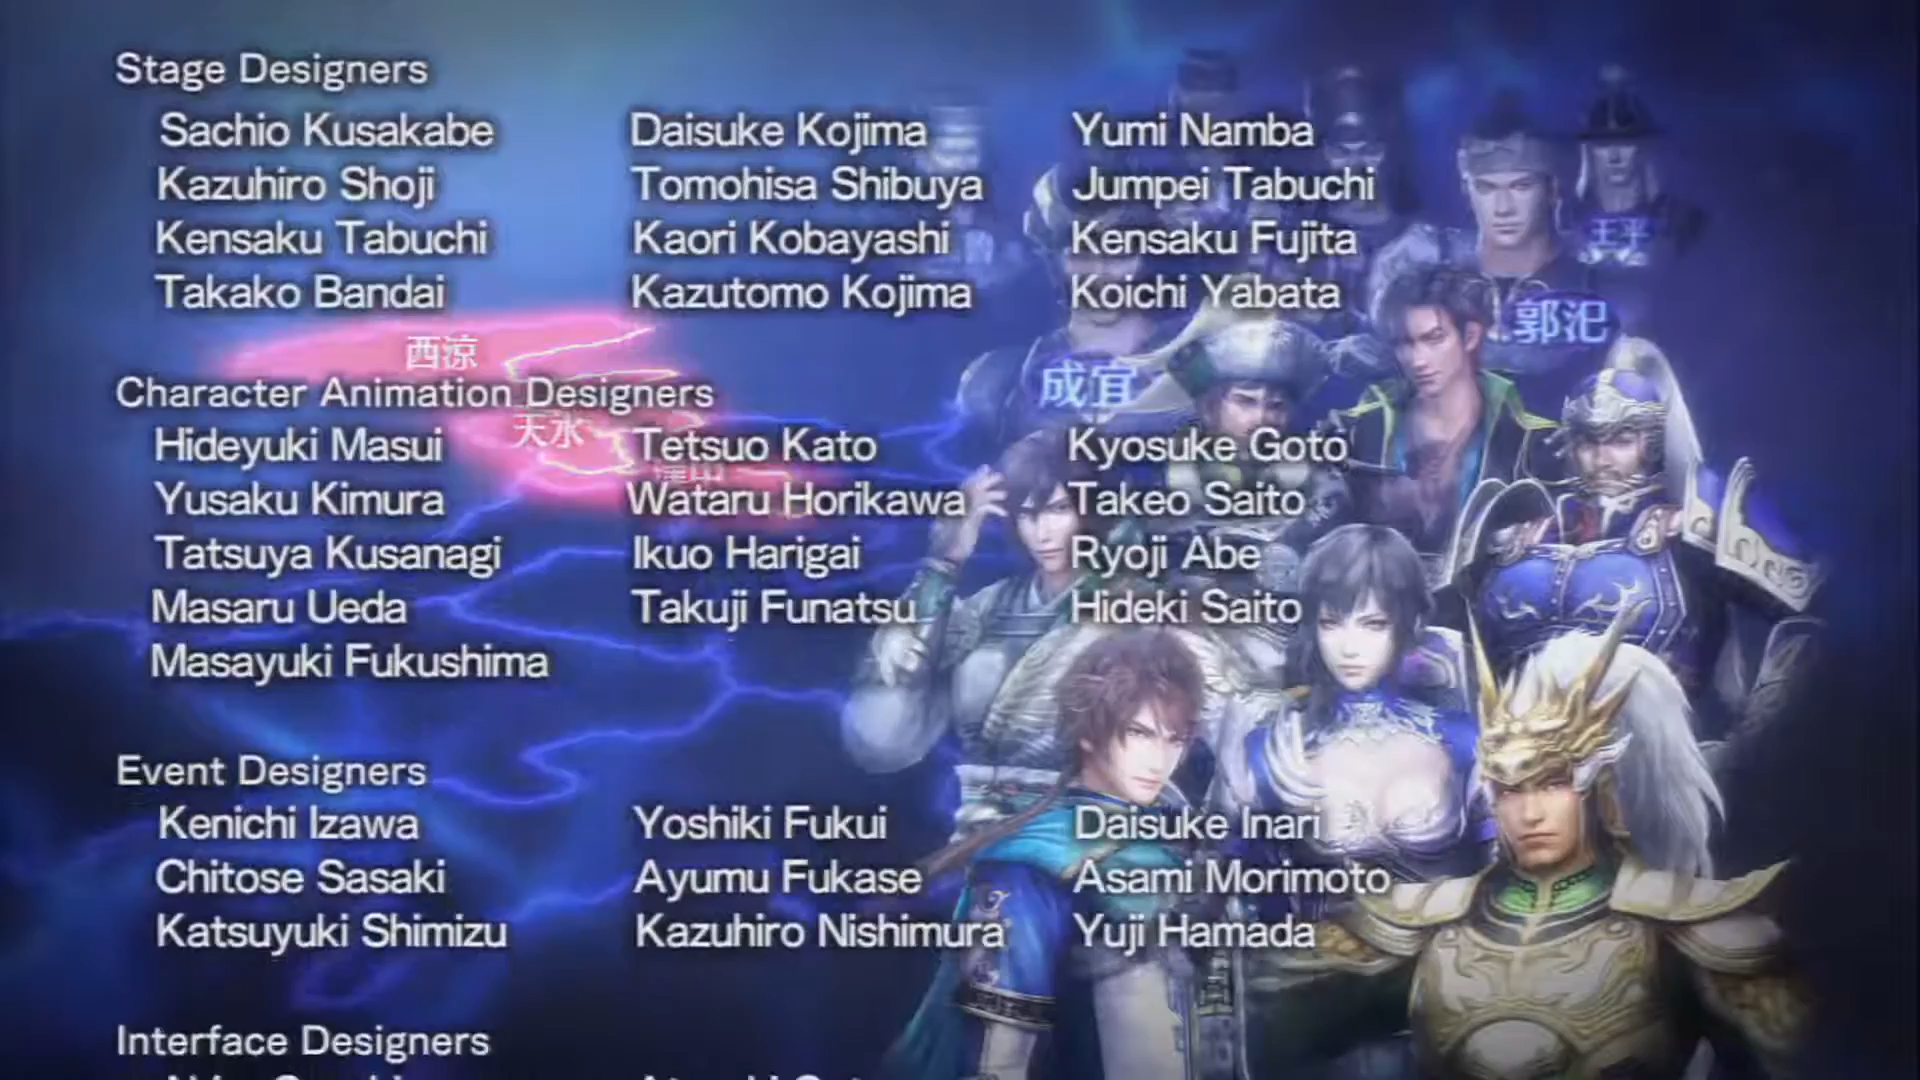 Stage Designers
Sachio Kusakabe Daisuke Kojima Yumi Namba
Kazuhiro Shoji Tomohisa Shibuya Jumpei Tabuchi
Kensaku Tabuchi Kaori Kobayashi Kensaku Fujita
王平
Takako Bandai Kazutomo Kojima Koichi Yabata
郭汜
西涼
成宜
Character Animation Designers
天水
Hideyuki Masui Tetsuo Kato Kyosuke Goto
Yusaku Kimura Wataru Horikawa Takeo Saito
Tatsuya Kusanagi Ikuo Harigai Ryoji Abe
Masaru Ueda Takuji Funatsu Hideki Saito
Masayuki Fukushima
Event Designers
Kenichi Izawa Yoshiki Fukui Daisuke Inari
Chitose Sasaki Ayumu Fukase Asami Morimoto
Katsuyuki Shimizu Kazuhiro Nishimura Yuji Hamada
Interface Designers